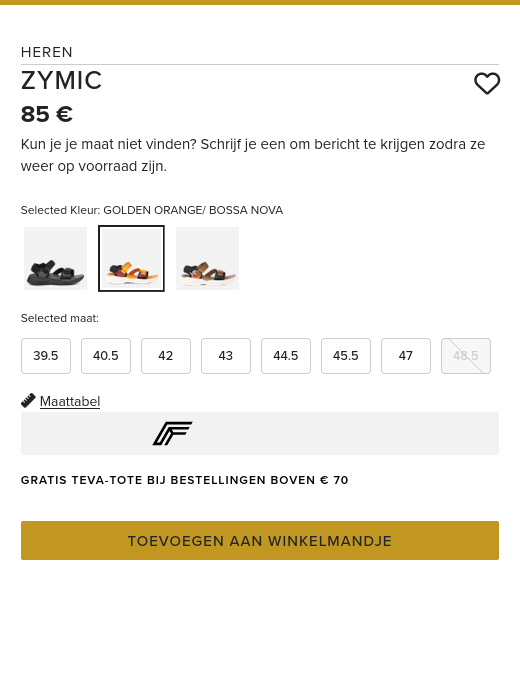 HEREN
ZYMIC
85 €
Kun je je maat niet vinden? Schrijf je een om bericht te krijgen zodra ze
weer op voorraad zijn.
Selected Kleur: GOLDEN ORANGE/ BOSSA NOVA
Selected maat:
39.5 40.5 42 43 44.5 45.5 47 48.5
Maattabel
GRATIS TEVA-TOTE BIJ BESTELLINGEN BOVEN € 70
TOEVOEGEN AAN WINKELMANDJE